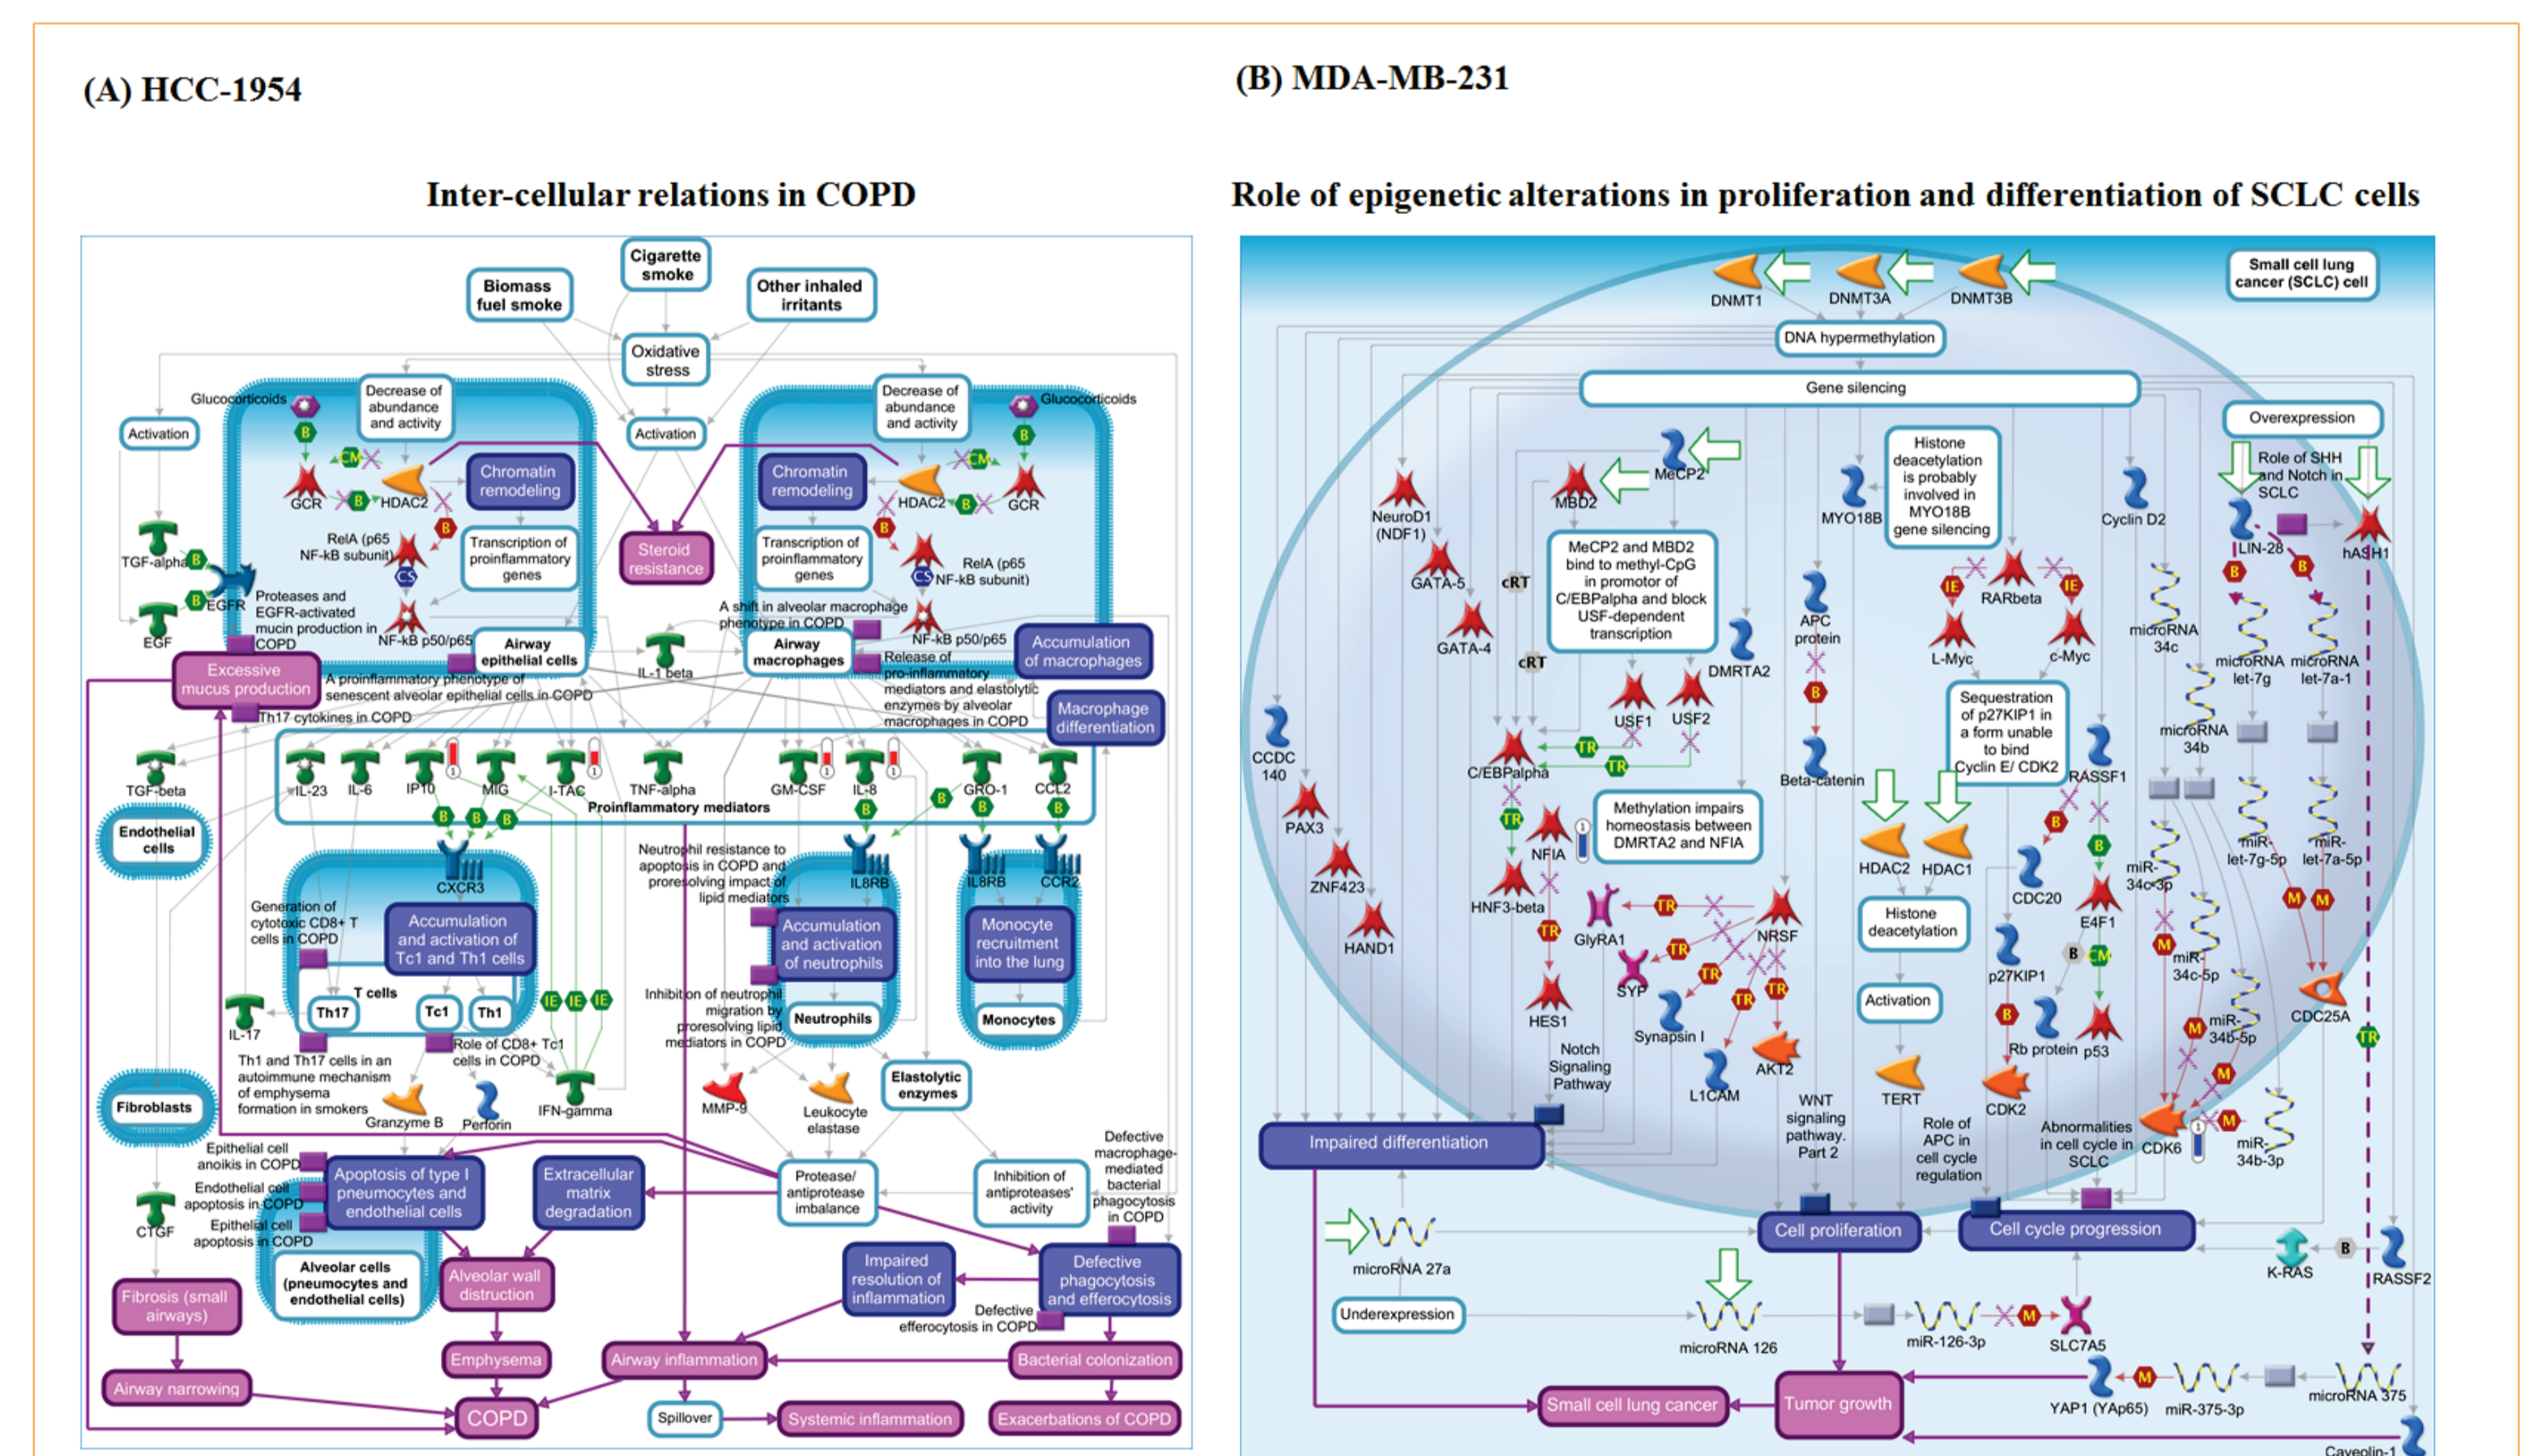 (A) HCC-1954
Inter-cellular relations in COPD
Cigarette
smoke
Biomass
fuel smoke
Other inhaled
irritants
Oxidative
stress
Decrease of
abundance
and activity
Decrease of
abundance
and activity
Glucocorticoids
Glucocorticoids
Activation
Activation
B
B
CM
CM
Chromatin
remodeling
Chromatin
remodeling
GCR
B
HDAC2
HDAC2
B
GCR
B
B
RelA (p65
NF-kB subunit)
Transcription of
proinflammatory
genes
Steroid
resistance
Transcription of
proinflammatory
genes
RelA (p65
NF-kB subunit)
CS
CS
TGF-alpha
B
B
EGFR
EGF
Proteases and
EGFR-activated
mucin production in
COPD
NF-kB p50/p65
Airway
epithelial cells
IL-1 beta
A shift in alveolar macrophage
phenotype in COPD
Airway
macrophages
NF-kB p50/p65
Accumulation
of macrophages
Excessive
mucus production
A proinflammatory phenotype of
senescent alveolar epithelial cells in COPD
Release of
pro-inflammatory
mediators and elastolytic
enzymes by alveolar
macrophages in COPD
Macrophage
differentiation
Th17 cytokines in COPD
TGF-beta
IL-23
IL-6
IP10
1
MIG
I-TAC
1
TNF-alpha
GM-CSF
1
IL-8
1
GRO-1
CCL2
Proinflammatory mediators
B
B
B
B
B
B
B
Endothelial
cells
CXCR3
IL8RB
IL8RB
CCR2
Neutrophil resistance to
apoptosis in COPD and
proresolving impact of
lipid mediators
Generation of
cytotoxic CD8+ T
cells in COPD
Accumulation
and activation of
Tc1 and Th1 cells
Accumulation
and activation
of neutrophils
Monocyte
recruitment
into the lung
T cells
Th17
Tc1
Th1
IE
IE
IE
Inhibition of neutrophil
migration by
proresolving lipid
mediators in COPD
Neutrophils
Monocytes
IL-17
Th1 and Th17 cells in an
autoimmune mechanism
of emphysema
formation in smokers
Role of CD8+ Tc1
cells in COPD
Fibroblasts
Granzyme B
Perforin
IFN-gamma
MMP-9
Leukocyte
elastase
Elastolytic
enzymes
Epithelial cell
anoikis in COPD
Endothelial cell
apoptosis in COPD
Epithelial cell
apoptosis in COPD
Apoptosis of type I
pneumocytes and
endothelial cells
Extracellular
matrix
degradation
Protease/
antiprotease
imbalance
Inhibition of
antiproteases'
activity
Defective
macrophage-
mediated
bacterial
phagocytosis
in COPD
CTGF
Alveolar cells
(pneumocytes and
endothelial cells)
Alveolar wall
distruction
Impaired
resolution of
inflammation
Defective
phagocytosis
and efferocytosis
Defective
efferocytosis in COPD
Fibrosis (small
airways)
Airway narrowing
Emphysema
Airway inflammation
Bacterial colonization
COPD
Spillover
Systemic inflammation
Exacerbations of COPD
(B) MDA-MB-231
Role of epigenetic alterations in proliferation and differentiation of SCLC cells
DNMT1
DNMT3A
DNMT3B
Small cell lung
cancer (SCLC) cell
DNA hypermethylation
Gene silencing
Overexpression
NeuroD1
(NDF1)
GATA-5
GATA-4
MBD2
MeCP2
MYO18B
Histone
deacetylation
is probably
involved in
MYO18B
gene silencing
Cyclin D2
Role of SHH
and Notch in
SCLC
LIN-28
hASH1
cRT
cRT
MeCP2 and MBD2
bind to methyl-CpG
in promotor of
C/EBPalpha and block
USF-dependent
transcription
DMRTA2
APC
protein
B
Beta-catenin
RARbeta
IE
IE
L-Myc
c-Myc
microRNA
34c
B
B
microRNA
let-7g
microRNA
let-7a-1
USF1
USF2
TR
TR
C/EBPalpha
Sequestration
of p27KIP1 in
a form unable
to bind
Cyclin E/ CDK2
RASSF1
microRNA
34b
CCDC
140
PAX3
ZNF423
HAND1
TR
HNF3-beta
NFIA
1
Methylation impairs
homeostasis between
DMRTA2 and NFIA
TR
HES1
GlyRA1
TR
TR
TR
TR
TR
SYP
Synapsin I
L1CAM
AKT2
NRSF
HDAC2
HDAC1
Histone
deacetylation
Activation
TERT
B
B
CDC20
E4F1
p27KIP1
B
CM
B
Rb protein
p53
CDK2
miR-
34c-3p
M
miR-
34c-5p
M
miR-
34b-5p
M
M
miR-
34b-3p
CDK6
1
miR-
let-7g-5p
miR-
let-7a-5p
M
M
CDC25A
TR
Notch
Signaling
Pathway
WNT
signaling
pathway.
Part 2
Role of
APC in
cell cycle
regulation
Abnormalities
in cell cycle in
SCLC
Impaired differentiation
Cell proliferation
Cell cycle progression
microRNA 27a
K-RAS
B
RASSF2
Underexpression
microRNA 126
miR-126-3p
M
SLC7A5
Small cell lung cancer
Tumor growth
YAP1 (YAp65)
M
miR-375-3p
microRNA 375
Caveolin-1